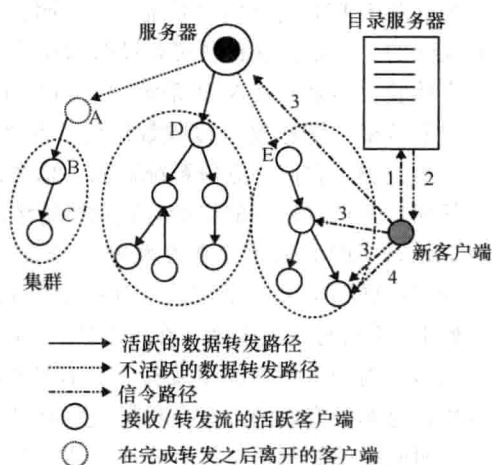 服务器
目录服务器
3
A
D
E
B
1
2
C
3
3
4
新客户端
集群
活跃的数据转发路径
不活跃的数据转发路径
信令路径
接收/转发流的活跃客户端
在完成转发之后离开的客户端